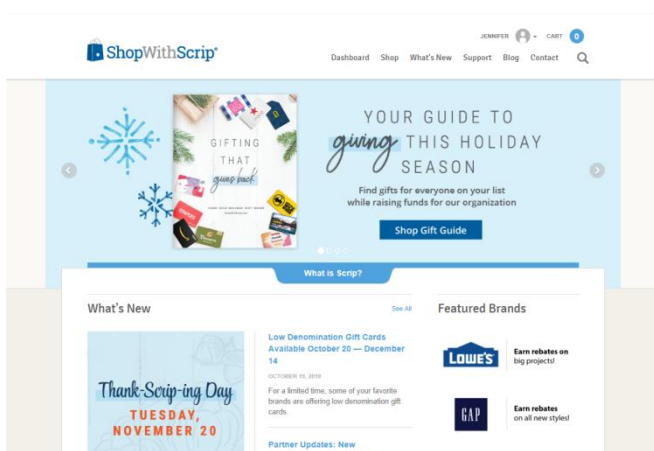 JENNIFER
CART 0
ShopWithScrip
Dashboard Shop What's New Support Blog Contact
GIFTING
THAT
gives back
YOUR GUIDE TO
giving THIS HOLIDAY
SEASON
Find gifts for everyone on your list
while raising funds for our organization
Shop Gift Guide
What is Scrip?
What's New
See All
Thank-Scrip-ing Day
TUESDAY,
NOVEMBER 20
Low Denomination Gift Cards
Available October 20 — December
14
For a limited time, some of your favorite
brands are offering low denomination gift
cards.
Partner Updates: New
Featured Brands
LOWE'S
Earn rebates on
big projects!
GAP
Earn rebates
on all new styles!